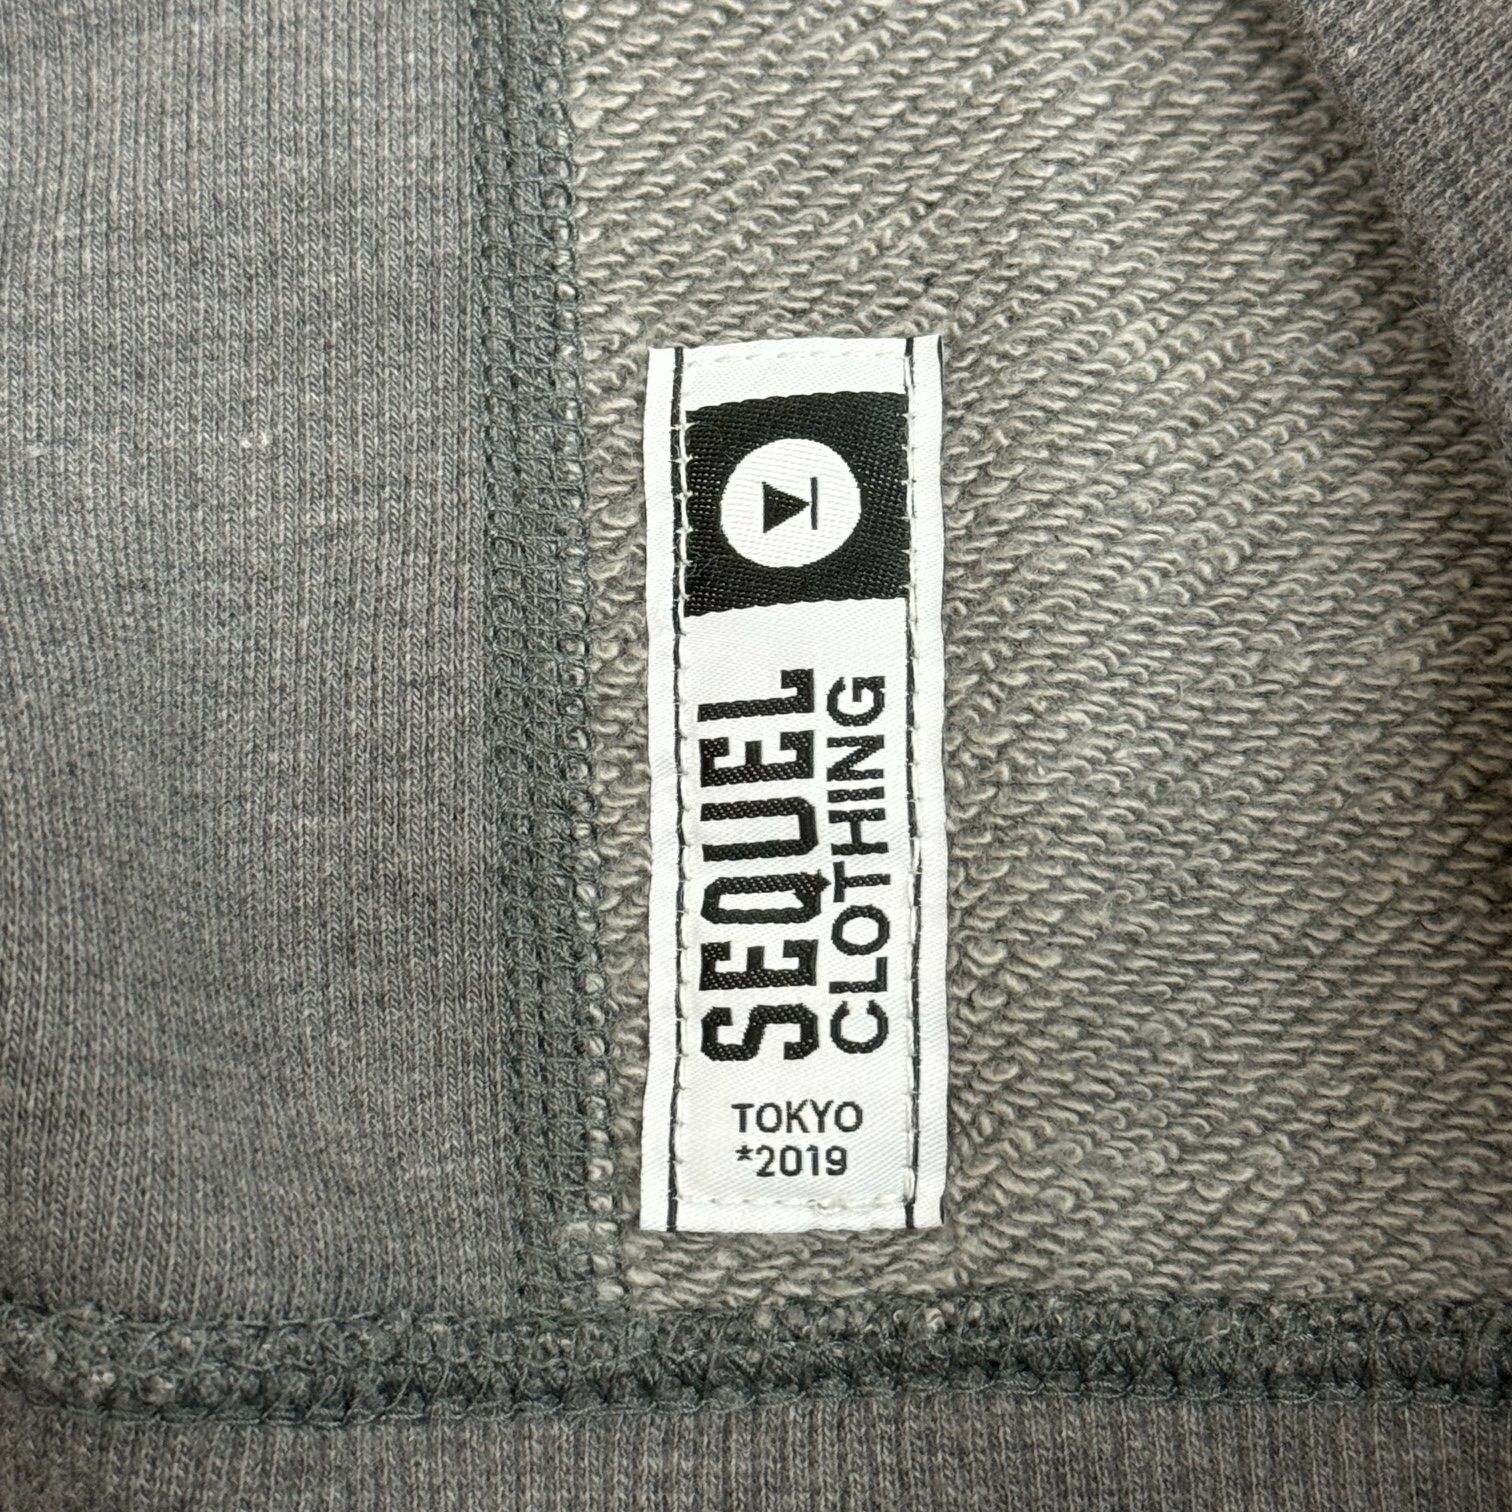 SEQUEL
CLOTHING
TOKYO
*2019